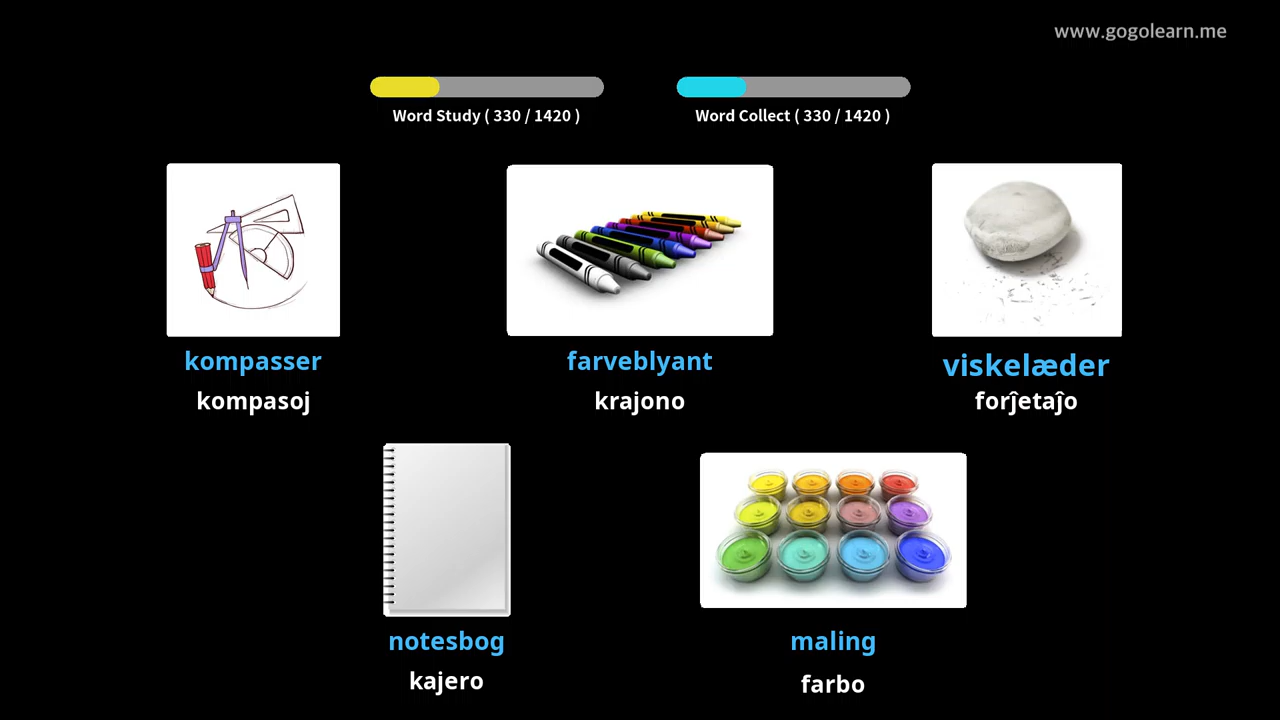 www.gogolearn.me
Word Study ( 330 / 1420 )
Word Collect ( 330 / 1420 )
kompasser
kompasoj
farveblyant
krajono
viskelæder
forĵetaĵo
notesbog
kajero
maling
farbo